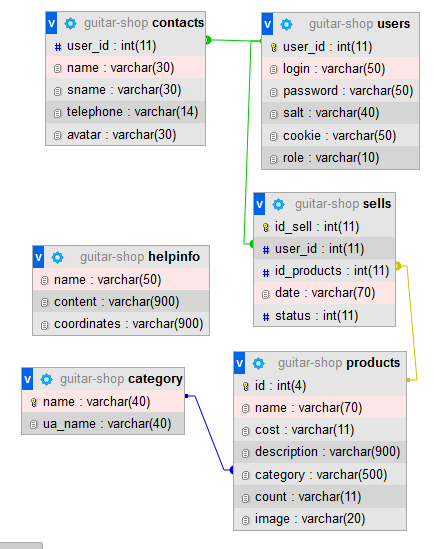 v guitar-shop contacts
# user_id : int(11)
name : varchar(30)
sname : varchar(30)
telephone : varchar(14)
avatar : varchar(30)
v guitar-shop users
user_id : int(11)
login : varchar(50)
password : varchar(50)
salt : varchar(40)
cookie : varchar(50)
role : varchar(10)
v guitar-shop sells
id_sell : int(11)
# user_id : int(11)
# id_products : int(11)
date : varchar(70)
# status : int(11)
v guitar-shop helpinfo
name : varchar(50)
content : varchar(900)
coordinates : varchar(900)
v guitar-shop category
name : varchar(40)
ua_name : varchar(40)
v guitar-shop products
id : int(4)
name : varchar(70)
cost : varchar(11)
description : varchar(900)
category : varchar(500)
count : varchar(11)
image : varchar(20)